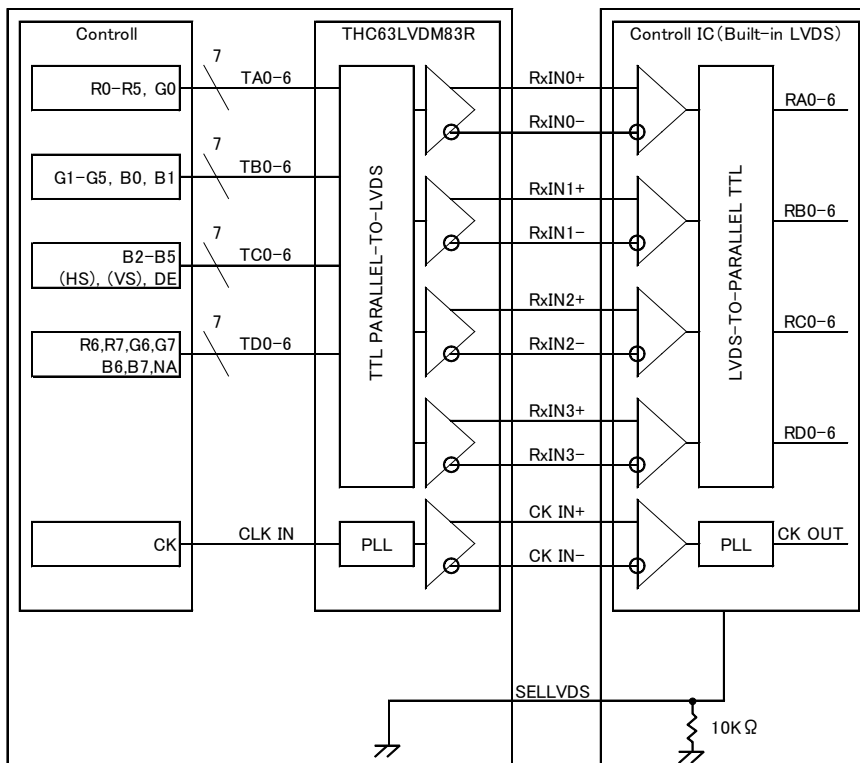 Controll
THC63LVDM83R
Controll IC(Built-in LVDS)
7
R0-R5, G0
TA0-6
RxIN0+
RxIN0-
RA0-6
7
G1-G5, B0, B1
TB0-6
RxIN1+
RxIN1-
RB0-6
7
B2-B5
(HS), (VS), DE
TC0-6
RxIN2+
RxIN2-
RC0-6
7
R6,R7,G6,G7
B6,B7,NA
TD0-6
RxIN3+
RxIN3-
RD0-6
TTL PARALLEL-TO-LVDS
LVDS-TO-PARALLEL TTL
CK
CLK IN
PLL
CK IN+
CK IN-
PLL
CK OUT
SELLVDS
10KΩ